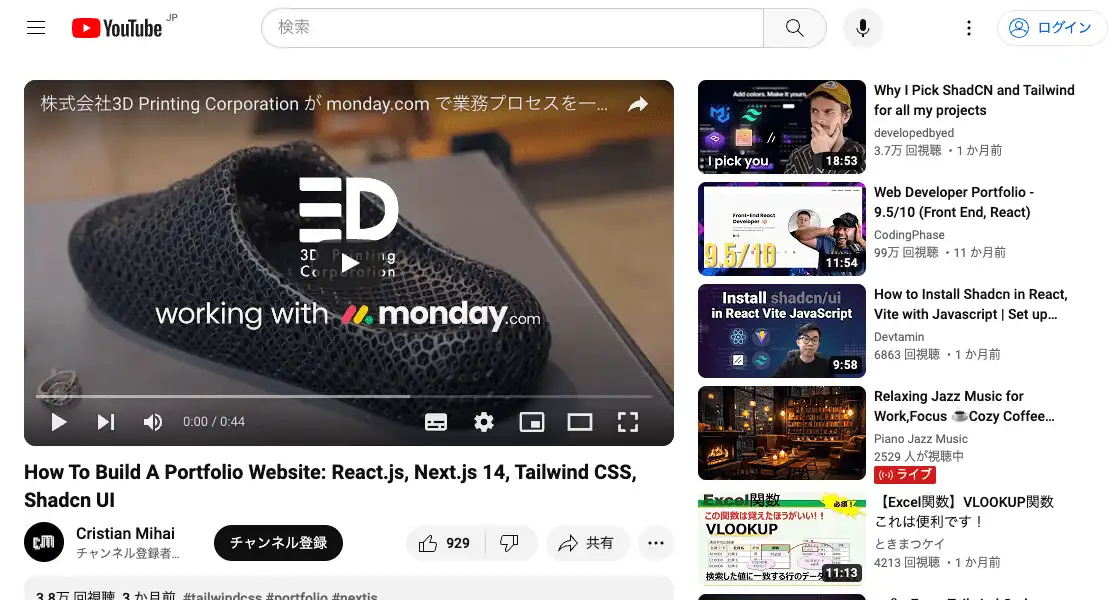 YouTube JP
検索
ログイン
株式会社3D Printing Corporation が monday.com で業務プロセスを一...
3D Printing
Corporation
working with monday.com
0:00 / 0:44
How To Build A Portfolio Website: React.js, Next.js 14, Tailwind CSS,
Shadcn UI
Cristian Mihai
チャンネル登録者...
チャンネル登録
929
共有
3.8万 回視聴 3 か月前 #tailwindcss #portfolio #nextjs
Add colors. Make it yours.
I pick you
18:53
Why I Pick ShadCN and Tailwind
for all my projects
developedbyed
3.7万 回視聴 ・1 か月前
Front-End React
Developer
9.5/10
11:54
Web Developer Portfolio -
9.5/10 (Front End, React)
CodingPhase
99万 回視聴 ・11 か月前
Install shadcn/ui
in React Vite JavaScript
9:58
How to Install Shadcn in React,
Vite with Javascript | Set up...
Devtamin
6863 回視聴 ・1 か月前
Relaxing Jazz Music for
Work,Focus ☕Cozy Coffee...
Piano Jazz Music
2529 人が視聴中
ライブ
Excel関数
必須！
この関数は覚えたほうがいい！！
VLOOKUP
検索した値に一致する行のデータ
11:13
【Excel関数】VLOOKUP関数
これは便利です！
ときまつケイ
4213 回視聴 ・1 か月前